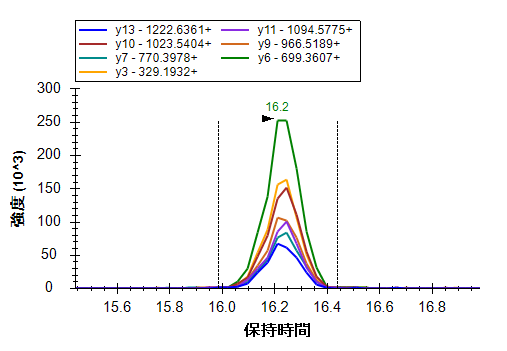 y13 - 1222.6361+ y11 - 1094.5775+
y10 - 1023.5404+ y9 - 966.5189+
y7 - 770.3978+ y6 - 699.3607+
y3 - 329.1932+
16.2
300
250
200
150
100
50
0
強度 (10^3)
15.6 15.8 16.0 16.2 16.4 16.6 16.8
保持時間